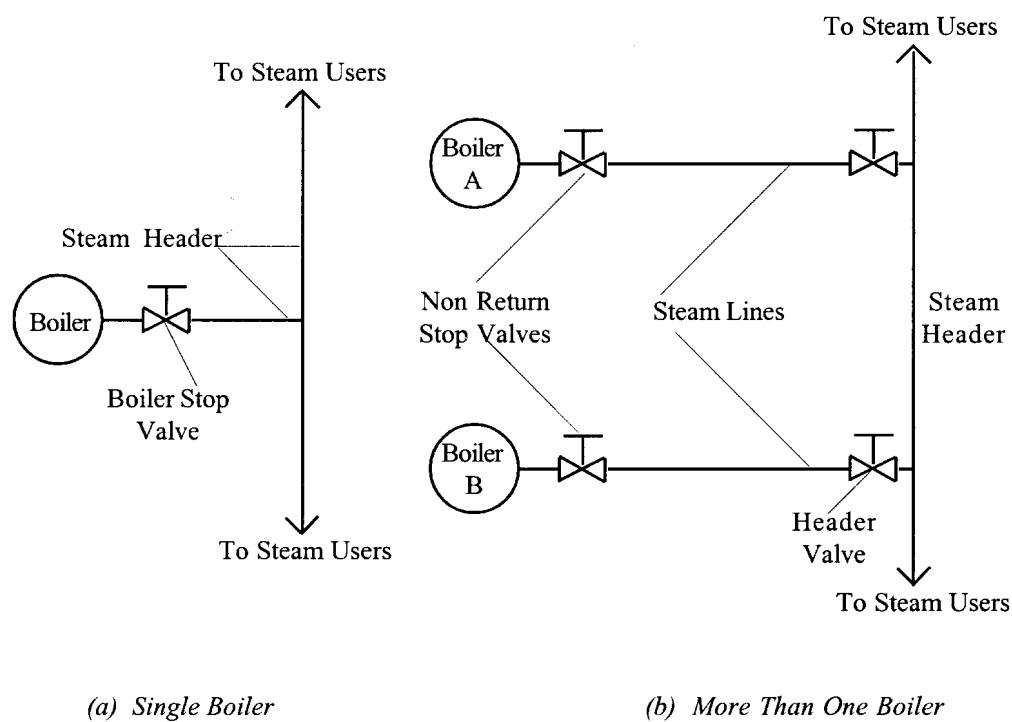 To Steam Users
Steam Header
Boiler
Boiler Stop
Valve
To Steam Users
(a) Single Boiler
To Steam Users
Boiler
A
Non Return
Stop Valves
Steam Lines
Steam
Header
Boiler
B
Header
Valve
To Steam Users
(b) More Than One Boiler